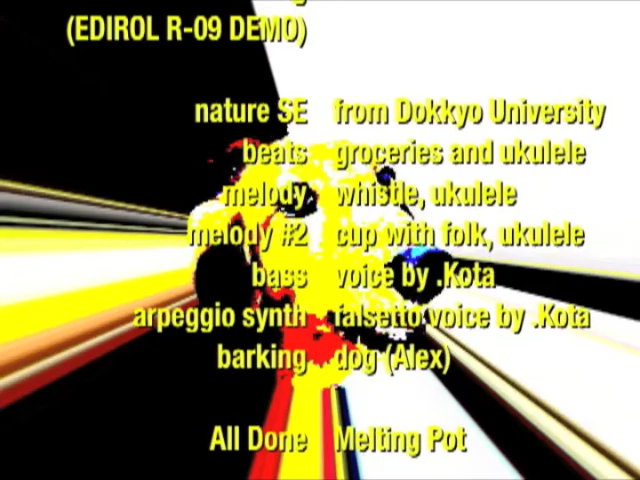 (EDIROL R-09 DEMO)
nature SE from Dokkyo University
beats groceries and ukulele
melody whistle, ukulele
melody #2 cup with folk, ukulele
bass voice by .Kota
arpeggio synth falsetto voice by .Kota
barking dog (Alex)
All Done Melting Pot